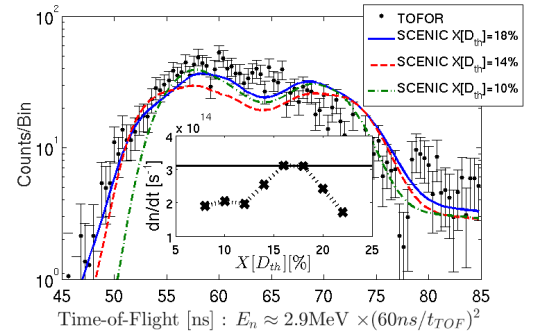 TOFOR
SCENIC X[D_th]=18%
SCENIC X[D_th]=14%
SCENIC X[D_th]=10%
Counts/Bin
10^2
10^1
10^0
4 x 10^14
3
2
1
dn/dt [s^-1]
5 10 15 20 25
X[D_th][%]
45 50 55 60 65 70 75 80 85
Time-of-Flight [ns] : E_n ≈ 2.9MeV ×(60ns/t_TOF)^2